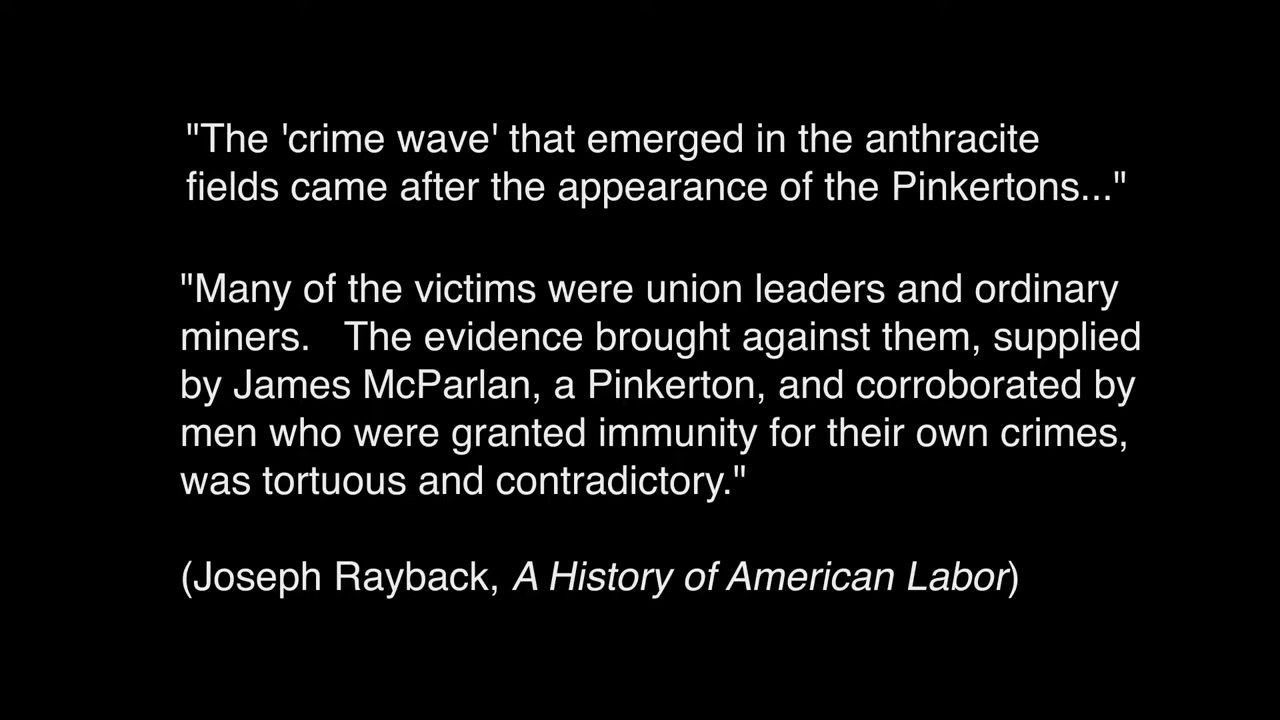 "The 'crime wave' that emerged in the anthracite
fields came after the appearance of the Pinkertons..."
"Many of the victims were union leaders and ordinary
miners.   The evidence brought against them, supplied
by James McParlan, a Pinkerton, and corroborated by
men who were granted immunity for their own crimes,
was tortuous and contradictory."
(Joseph Rayback, A History of American Labor)